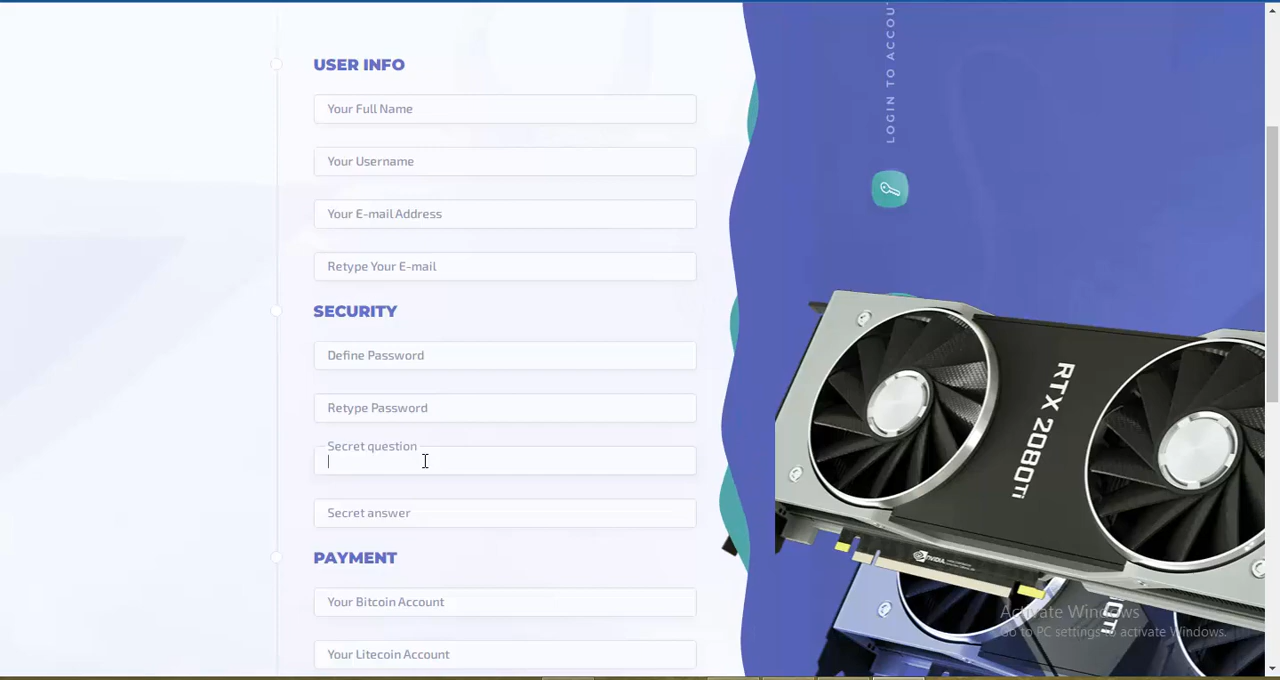 USER INFO
Your Full Name
Your Username
Your E-mail Address
Retype Your E-mail
SECURITY
Define Password
Retype Password
Secret question
Secret answer
PAYMENT
Your Bitcoin Account
Your Litecoin Account
LOGIN TO ACCOU
RTX 2080Ti
NVIDIA
Activate Windows
Go to PC settings to activate Windows.